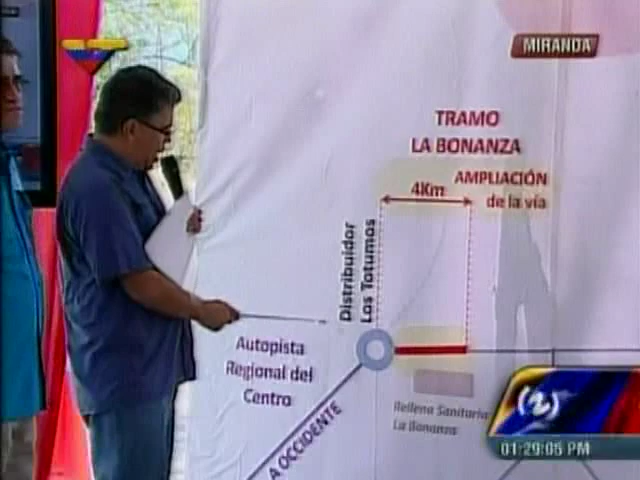 MIRANDA
TRAMO
LA BONANZA
4Km
AMPLIACIÓN
de la vía
Distribuidor
Los Totumos
Autopista
Regional del
Centro
A OCCIDENTE
Relleno Sanitario
La Bonanza
01:29:05 PM